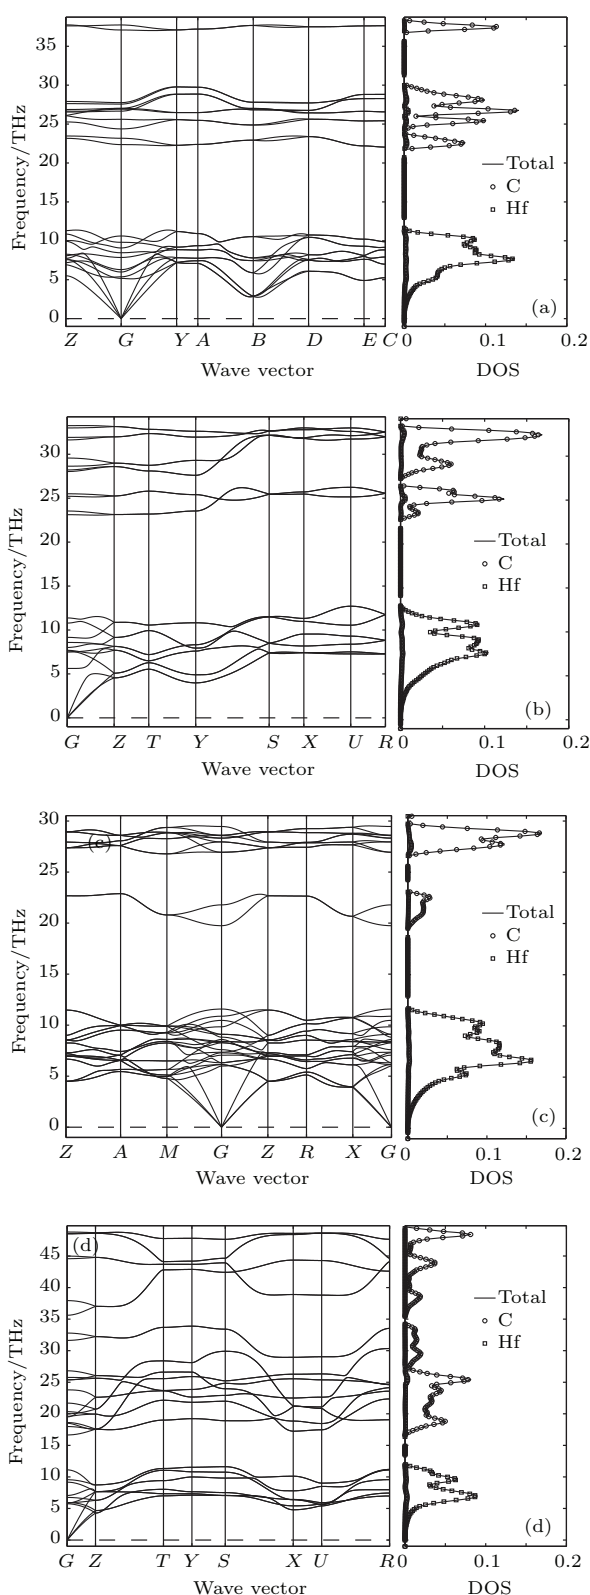 35
30
25
20
15
10
5
0
Frequency/THz
Z G Y A B D E C
Wave vector
Total
C
Hf
(a)
0 0.1 0.2
DOS
30
25
20
15
10
5
0
Frequency/THz
G Z T Y S X U R
Wave vector
Total
C
Hf
(b)
0 0.1 0.2
DOS
30
25
20
15
10
5
0
Frequency/THz
(c)
Z A M G Z R X G
Wave vector
Total
C
Hf
(c)
0 0.1 0.2
DOS
45
40
35
30
25
20
15
10
5
0
Frequency/THz
(d)
G Z T Y S X U R
Wave vector
Total
C
Hf
(d)
0 0.1 0.2
DOS